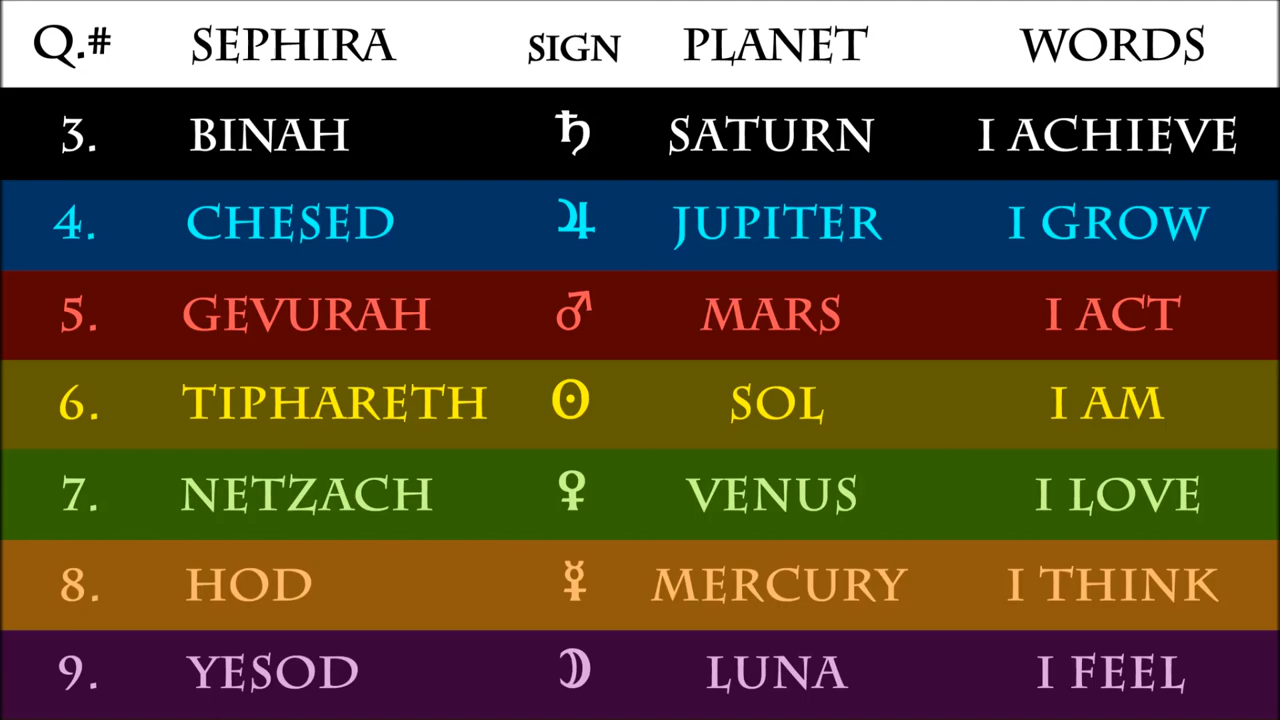 Q.# SEPHIRA SIGN PLANET WORDS
3. BINAH ♄ SATURN I ACHIEVE
4. CHESED ♃ JUPITER I GROW
5. GEVURAH ♂ MARS I ACT
6. TIPHARETH ☉ SOL I AM
7. NETZACH ♀ VENUS I LOVE
8. HOD ☿ MERCURY I THINK
9. YESOD ☽ LUNA I FEEL